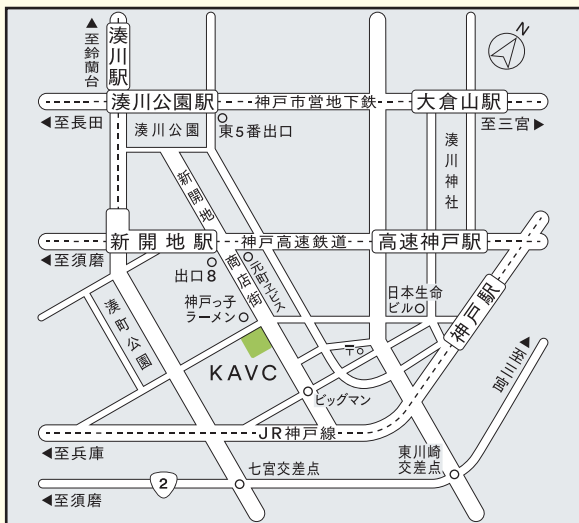 N
▲至鈴蘭台
湊川駅
湊川公園駅
神戸市営地下鉄
大倉山駅
◀至長田
湊川公園
東5番出口
至三宮▶
新開地
湊川神社
新開地駅
神戸高速鉄道
高速神戸駅
◀至須磨
出口8
商店街
元町エビス
神戸っ子
ラーメン
日本生命
ビル
神戸駅
湊町公園
〒
KAVC
▲至三宮
ビッグマン
JR神戸線
◀至兵庫
東川崎
交差点
2
七宮交差点
◀至須磨